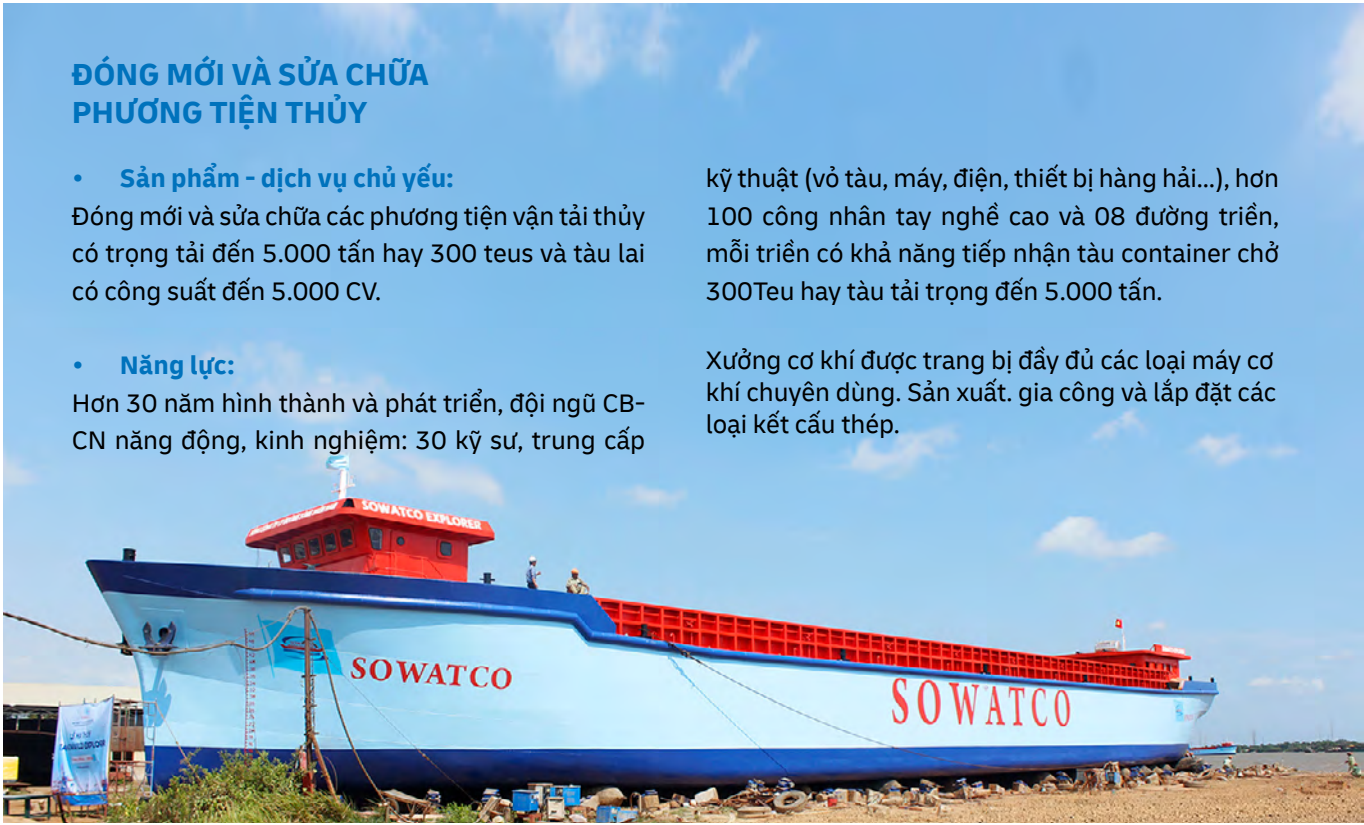 ĐÓNG MỚI VÀ SỬA CHỮA
PHƯƠNG TIỆN THỦY
• Sản phẩm - dịch vụ chủ yếu:
Đóng mới và sửa chữa các phương tiện vận tải thủy
có trọng tải đến 5.000 tấn hay 300 teus và tàu lai
có công suất đến 5.000 CV.
• Năng lực:
Hơn 30 năm hình thành và phát triển, đội ngũ CB-
CN năng động, kinh nghiệm: 30 kỹ sư, trung cấp
kỹ thuật (vỏ tàu, máy, điện, thiết bị hàng hải...), hơn
100 công nhân tay nghề cao và 08 đường triền,
mỗi triền có khả năng tiếp nhận tàu container chở
300Teu hay tàu tải trọng đến 5.000 tấn.
Xưởng cơ khí được trang bị đầy đủ các loại máy cơ
khí chuyên dùng. Sản xuất. gia công và lắp đặt các
loại kết cấu thép.
SOWATCO EXPLORER
SOWATCO
SOWATCO